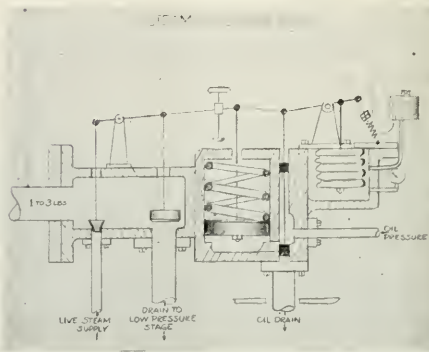 1 TO 3 LBS
OIL
PRESSURE
LIVE STEAM
SUPPLY
DRAIN TO
LOW PRESSURE
STAGE
OIL DRAIN